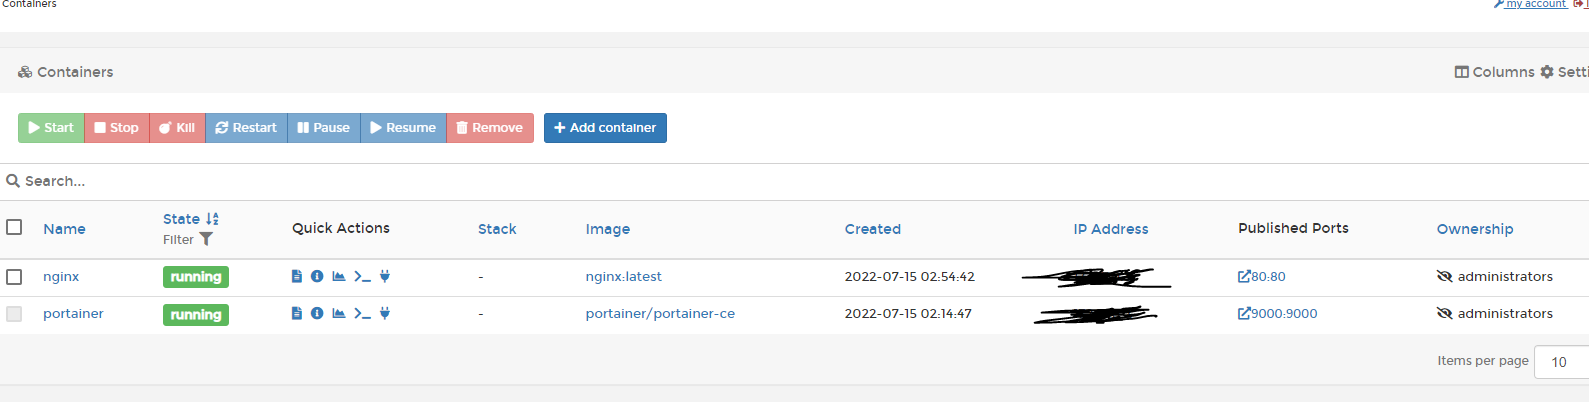 Containers my account
Containers Columns Setti
Start Stop Kill Restart Pause Resume Remove + Add container
Search...
Name State Filter Quick Actions Stack Image Created IP Address Published Ports Ownership
nginx running - nginx:latest 2022-07-15 02:54:42 80:80 administrators
portainer running - portainer/portainer-ce 2022-07-15 02:14:47 9000:9000 administrators
Items per page 10